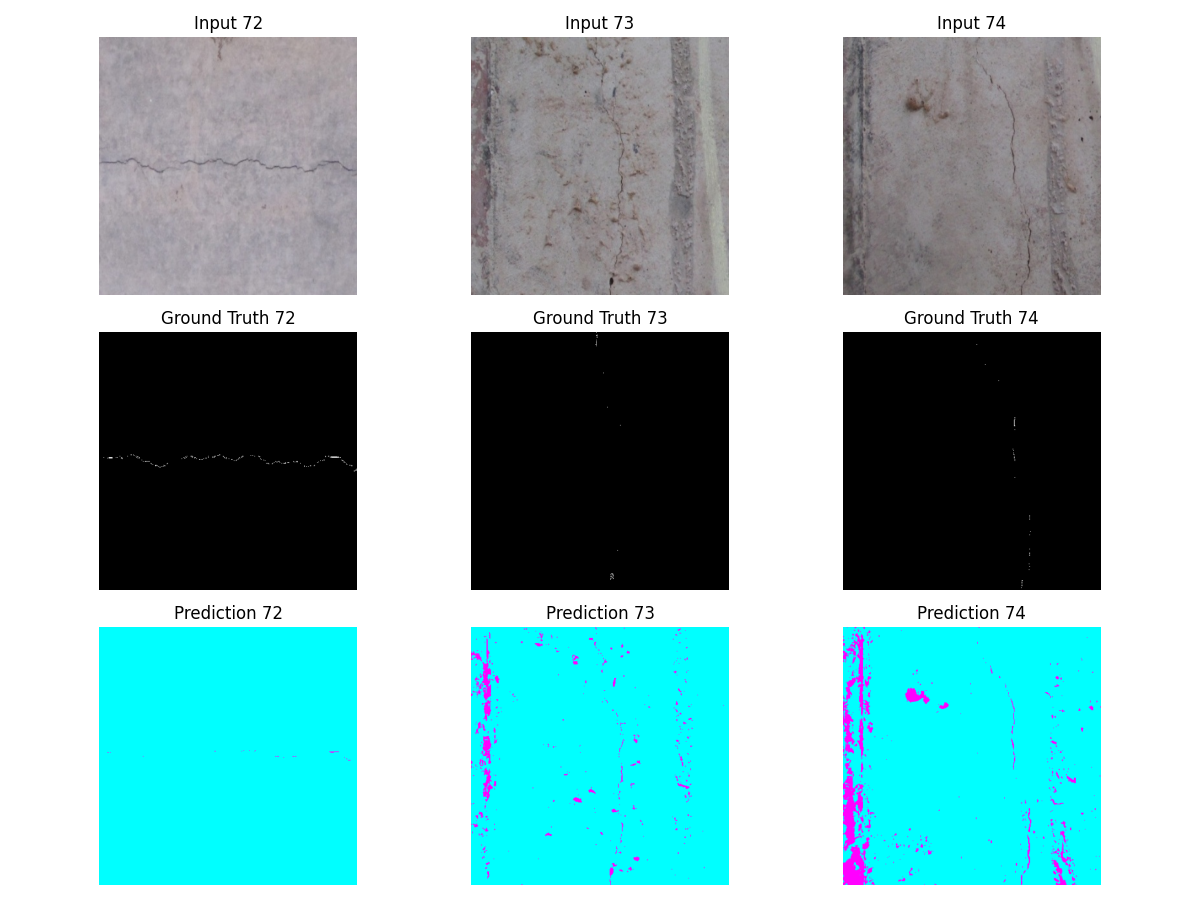 Input 72
Input 73
Input 74
Ground Truth 72
Ground Truth 73
Ground Truth 74
Prediction 72
Prediction 73
Prediction 74